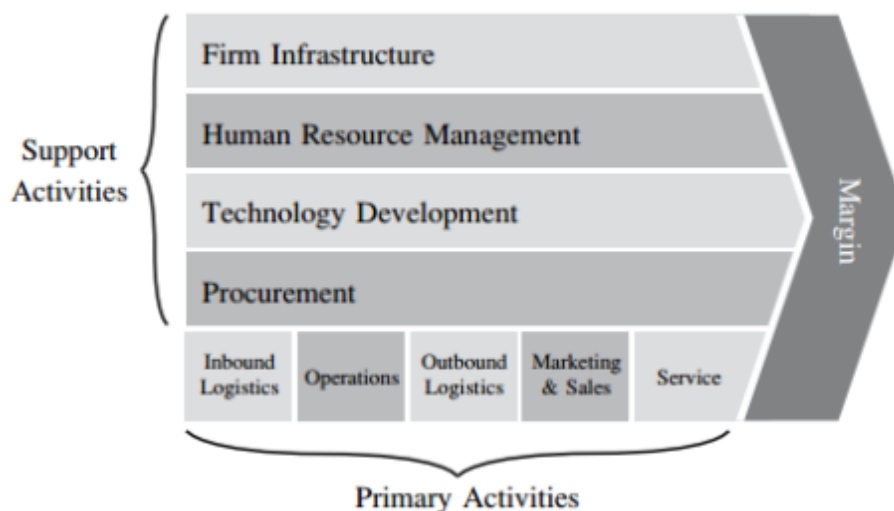 Support
Activities
Firm Infrastructure
Human Resource Management
Technology Development
Procurement
Inbound
Logistics
Operations
Outbound
Logistics
Marketing
& Sales
Service
Margin
Primary Activities